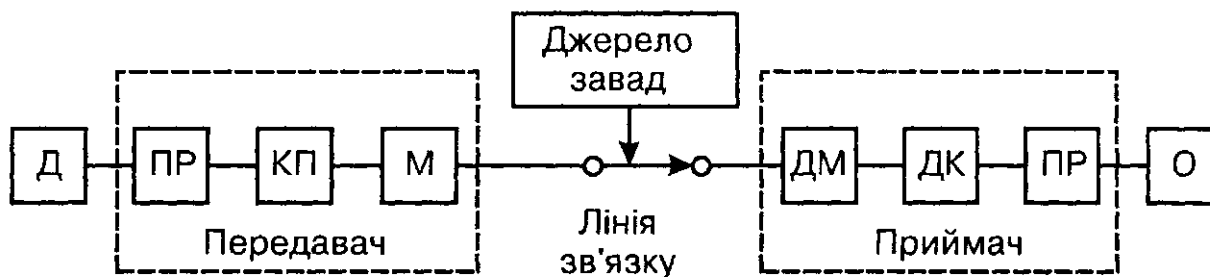 Джерело
завад
Д
ПР
КП
М
ДМ
ДК
ПР
О
Передавач
Лінія
зв'язку
Приймач